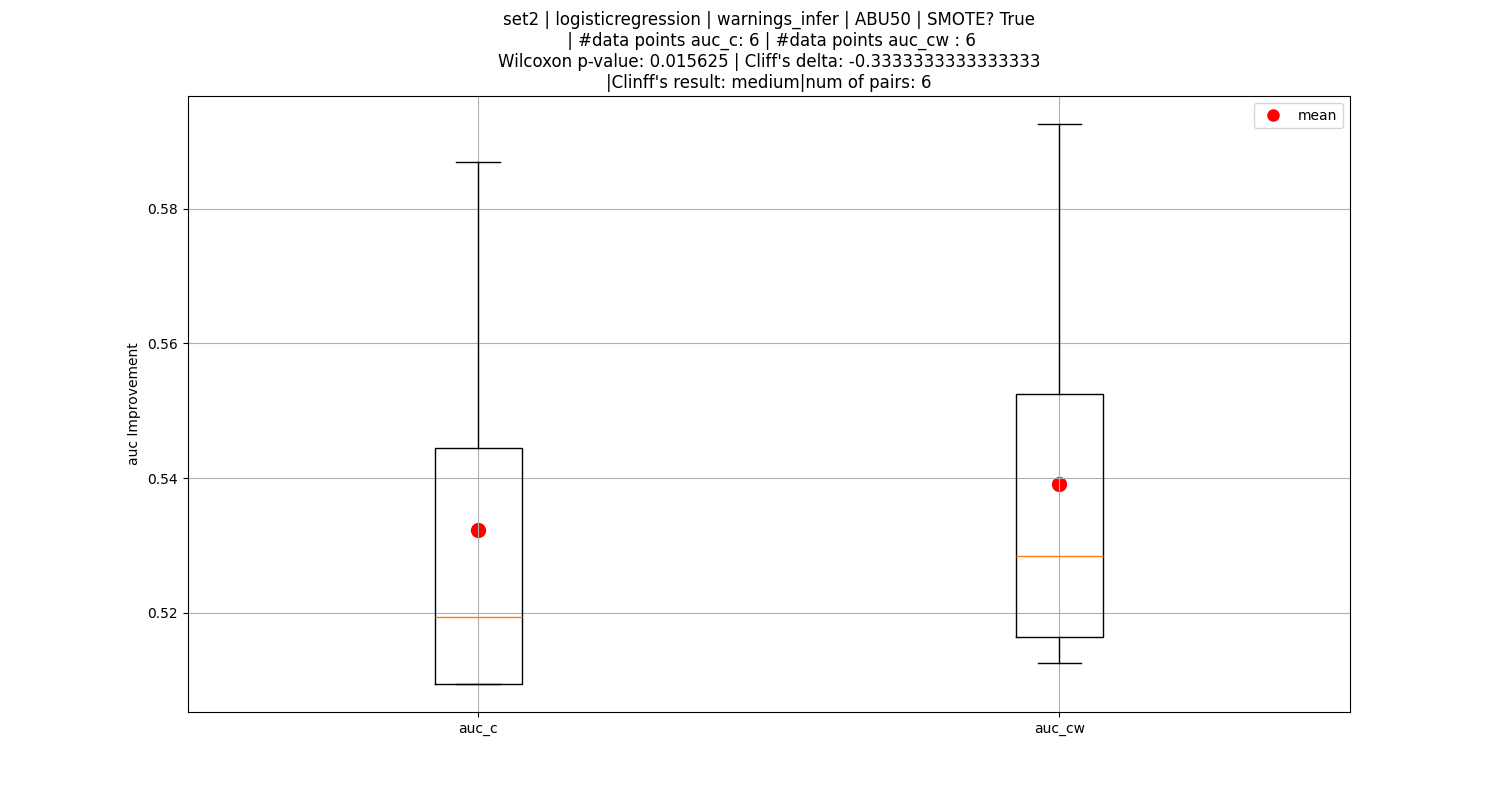 set2 | logisticregression | warnings_infer | ABU50 | SMOTE? True
| #data points auc_c: 6 | #data points auc_cw : 6
Wilcoxon p-value: 0.015625 | Cliff's delta: -0.3333333333333333
|Clinff's result: medium|num of pairs: 6
mean
0.58
0.56
0.54
0.52
auc Improvement
auc_c
auc_cw